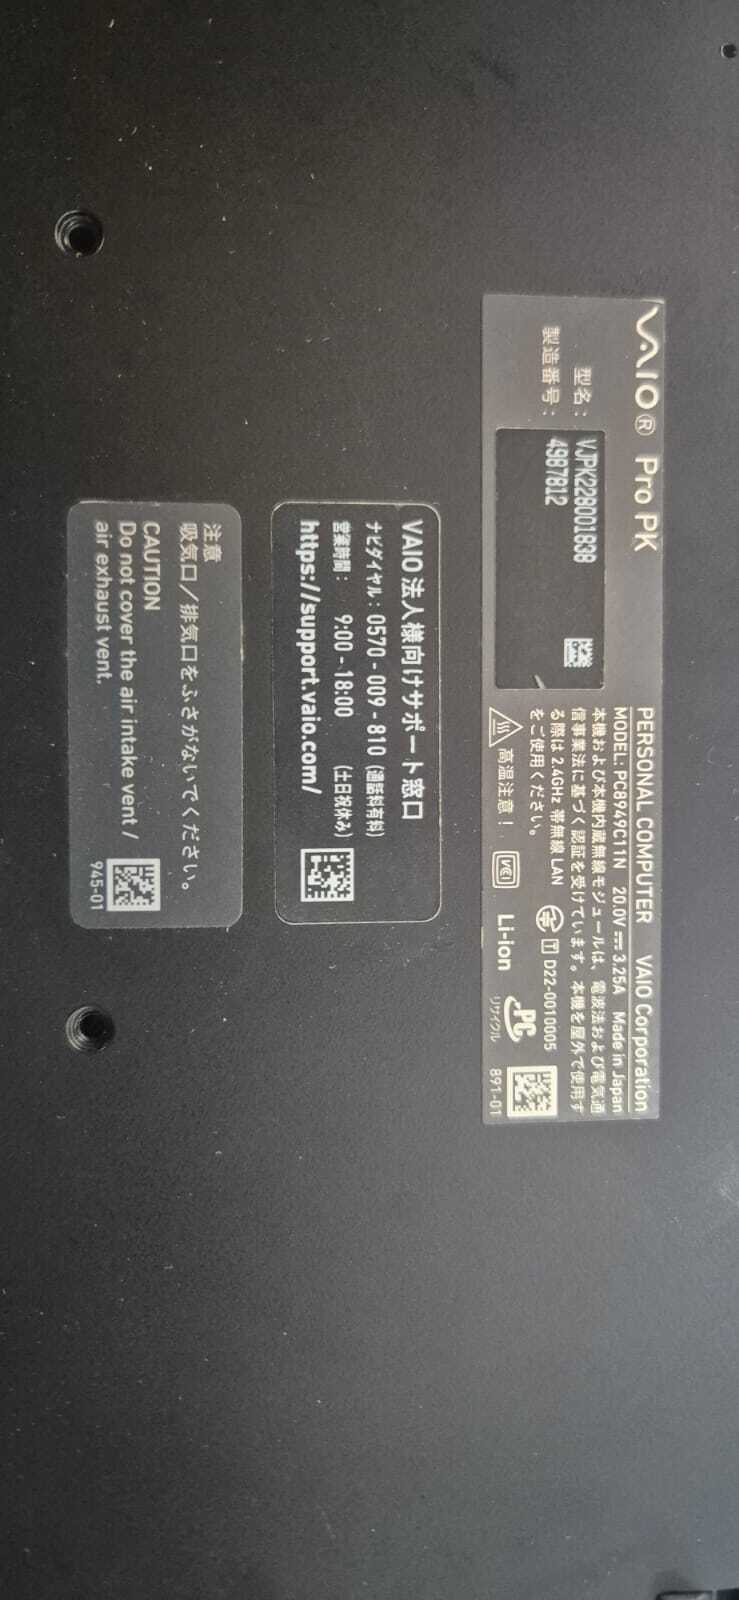 VAIO® Pro PK
型名： VJPK22B001838
製造番号： 4987812
PERSONAL COMPUTER VAIO Corporation
MODEL: PC8949C11N 20.0V 3.25A Made in Japan
本機および本機内蔵無線モジュールは、電波法および電気通
信事業法に基づく認証を受けています。本機を屋外で使用す
る際は 2.4GHz 帯無線 LAN
をご使用ください。
T D22-0010005
高温注意！
VCI
Li-ion
PC
リサイクル
891-01
VAIO 法人様向けサポート窓口
ナビダイヤル： 0570 - 009 - 810 (通話料有料)
営業時間： 9:00 - 18:00 (土日祝休み)
https://support.vaio.com/
注意
吸気口／排気口をふさがないでください。
CAUTION
Do not cover the air intake vent /
air exhaust vent.
945-01